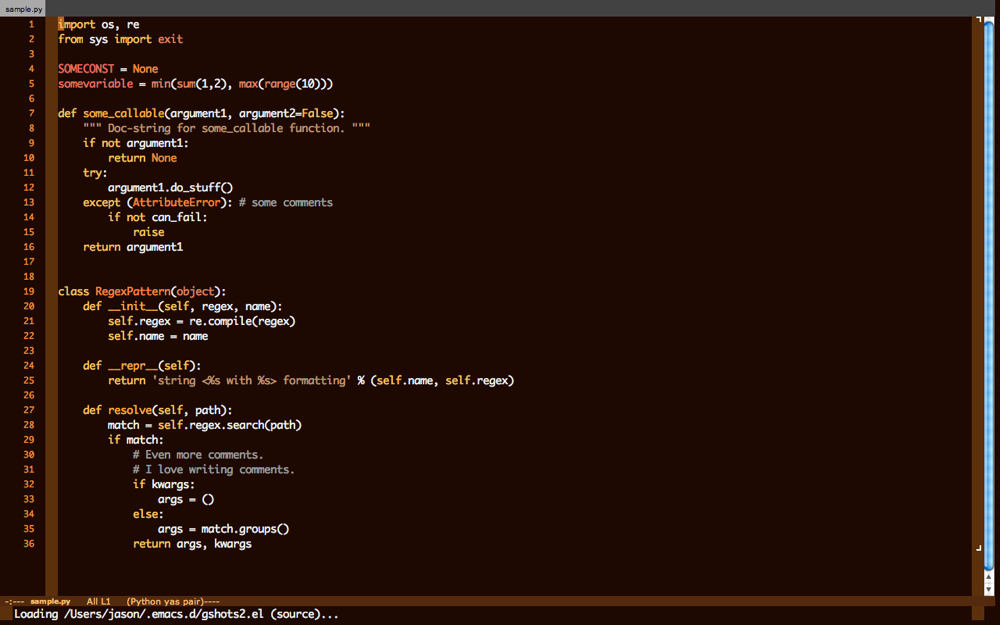 sample.py
1 import os, re
2 from sys import exit
3
4 SOMECONST = None
5 somevariable = min(sum(1,2), max(range(10)))
6
7 def some_callable(argument1, argument2=False):
8     """ Doc-string for some_callable function. """
9     if not argument1:
10         return None
11     try:
12         argument1.do_stuff()
13     except (AttributeError): # some comments
14         if not can_fail:
15             raise
16     return argument1
17
18
19 class RegexPattern(object):
20     def __init__(self, regex, name):
21         self.regex = re.compile(regex)
22         self.name = name
23
24     def __repr__(self):
25         return 'string <%s with %s> formatting' % (self.name, self.regex)
26
27     def resolve(self, path):
28         match = self.regex.search(path)
29         if match:
30             # Even more comments.
31             # I love writing comments.
32             if kwargs:
33                 args = ()
34             else:
35                 args = match.groups()
36             return args, kwargs
-:--- sample.py All L1 (Python yas pair)----
Loading /Users/jason/.emacs.d/gshots2.el (source)...